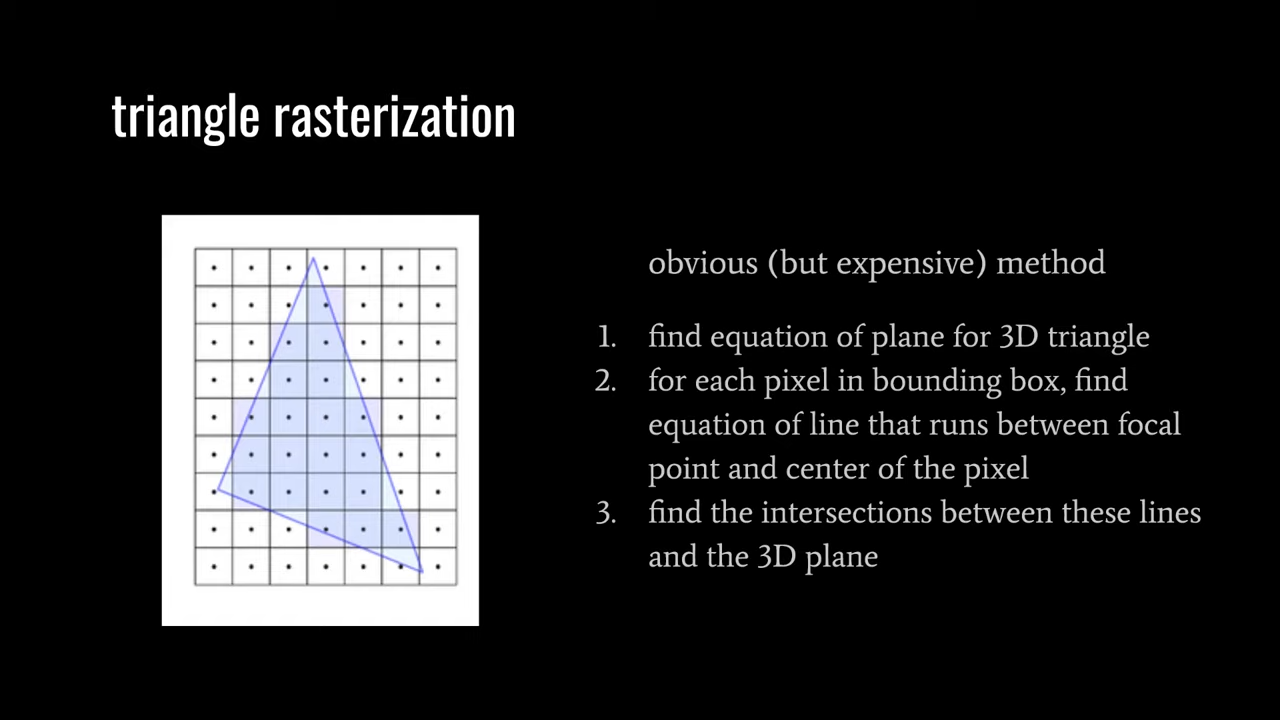 triangle rasterization
obvious (but expensive) method
1. find equation of plane for 3D triangle
2. for each pixel in bounding box, find
equation of line that runs between focal
point and center of the pixel
3. find the intersections between these lines
and the 3D plane